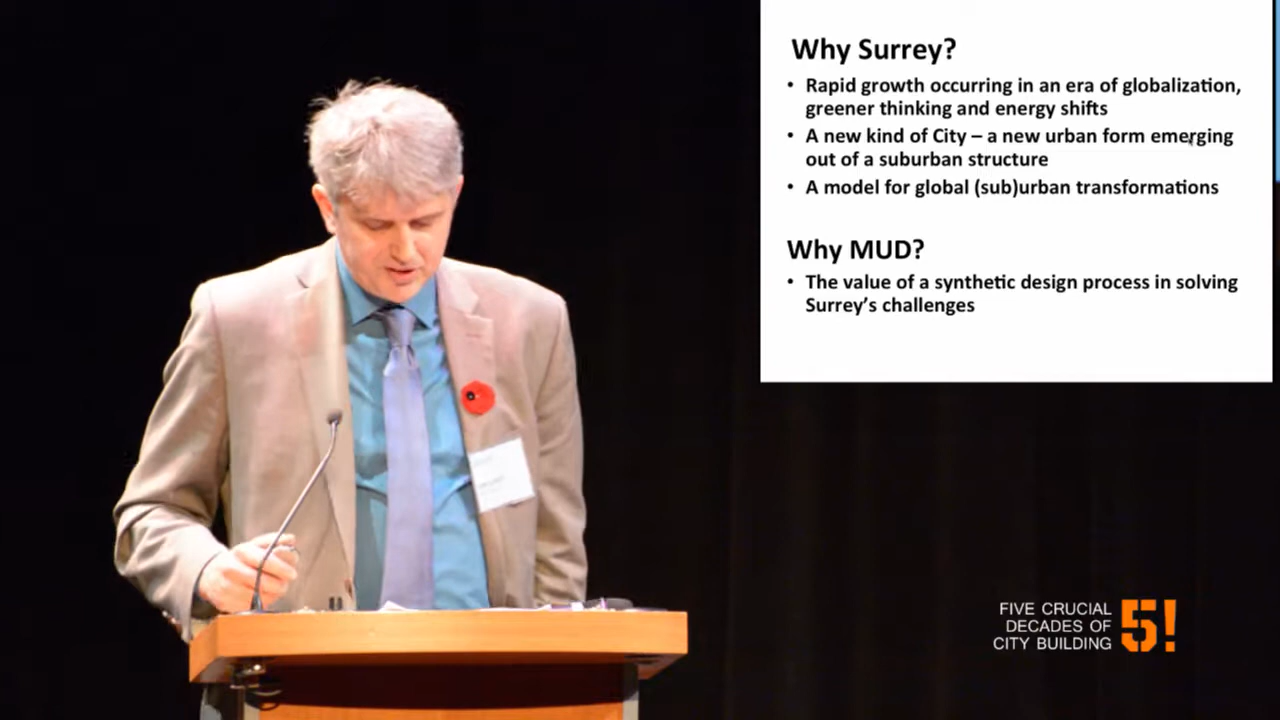 Why Surrey?
• Rapid growth occurring in an era of globalization,
greener thinking and energy shifts
• A new kind of City – a new urban form emerging
out of a suburban structure
• A model for global (sub)urban transformations
Why MUD?
• The value of a synthetic design process in solving
Surrey's challenges
FIVE CRUCIAL
DECADES OF
CITY BUILDING
5!